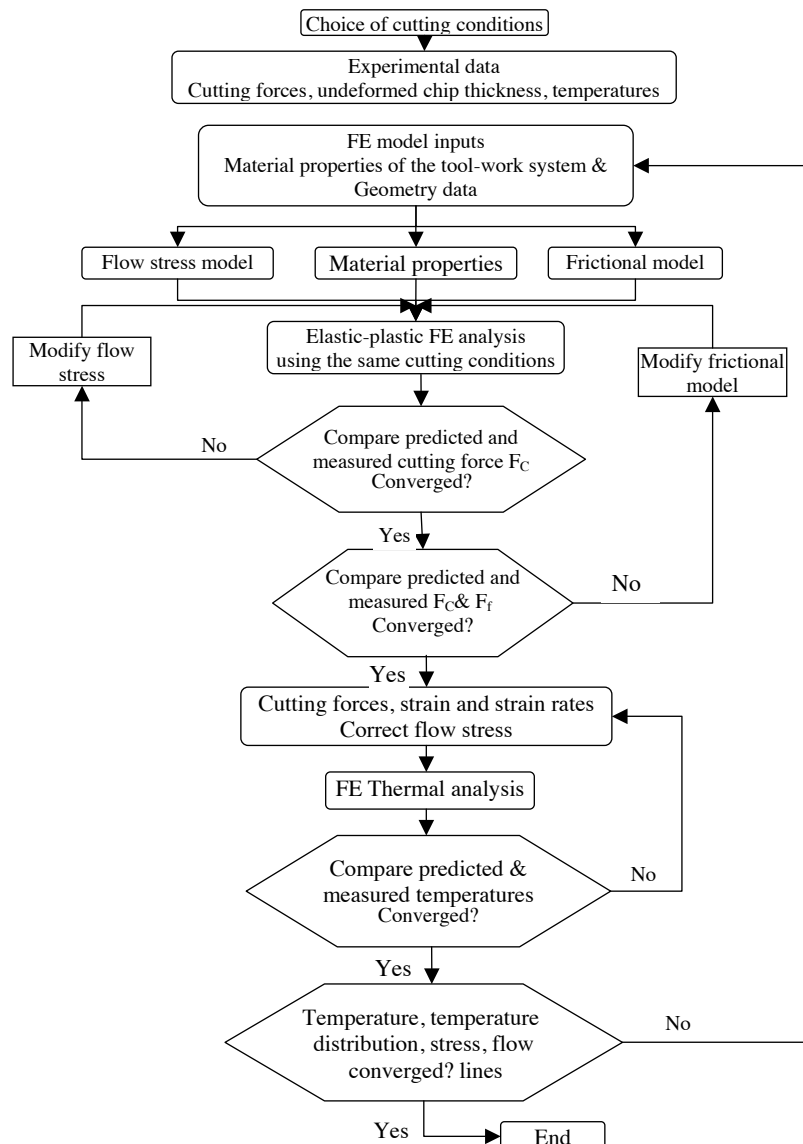 Choice of cutting conditions
Experimental data
Cutting forces, undeformed chip thickness, temperatures
FE model inputs
Material properties of the tool-work system &
Geometry data
Flow stress model
Material properties
Frictional model
Elastic-plastic FE analysis
using the same cutting conditions
Modify flow
stress
Modify frictional
model
No
Compare predicted and
measured cutting force FC
Converged?
Yes
Compare predicted and
measured FC& Ff
Converged?
No
Yes
Cutting forces, strain and strain rates
Correct flow stress
FE Thermal analysis
Compare predicted &
measured temperatures
Converged?
No
Yes
Temperature, temperature
distribution, stress, flow
converged? lines
No
Yes
End